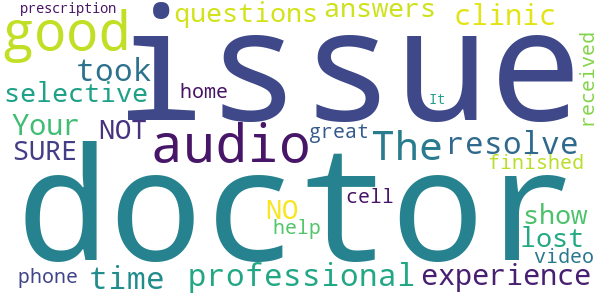 prescription
good
issue
questions
answers
clinic
took
selective
home
received
Your
NOT
SURE
audio
great
It
The
resolve
finished
doctor
NO
help
cell
show
lost
phone
time
professional
experience
video